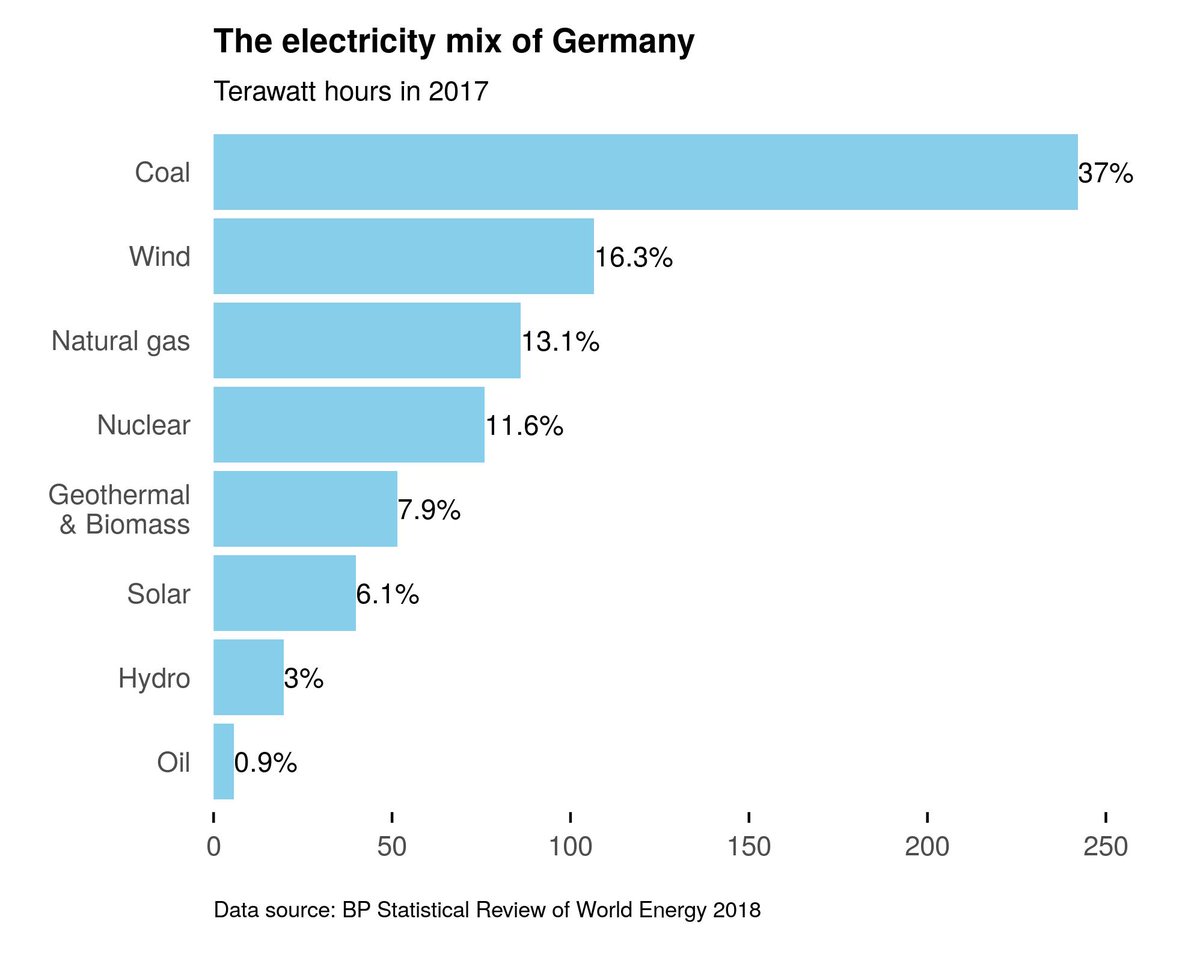 The electricity mix of Germany
Terawatt hours in 2017
Coal
37%
Wind
16.3%
Natural gas
13.1%
Nuclear
11.6%
Geothermal
& Biomass
7.9%
Solar
6.1%
Hydro
3%
Oil
0.9%
0 50 100 150 200 250
Data source: BP Statistical Review of World Energy 2018